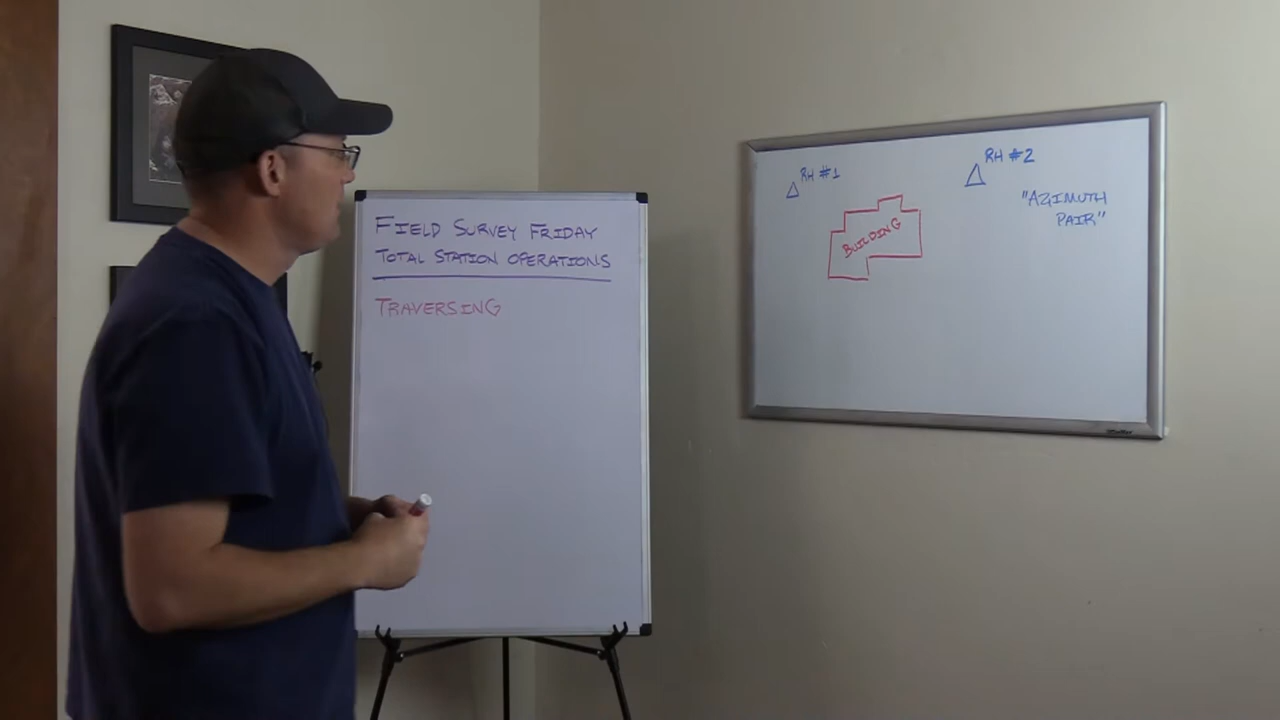 FIELD SURVEY FRIDAY
TOTAL STATION OPERATIONS
TRAVERSING
RH #1
RH #2
"AZIMUTH
PAIR"
BUILDING